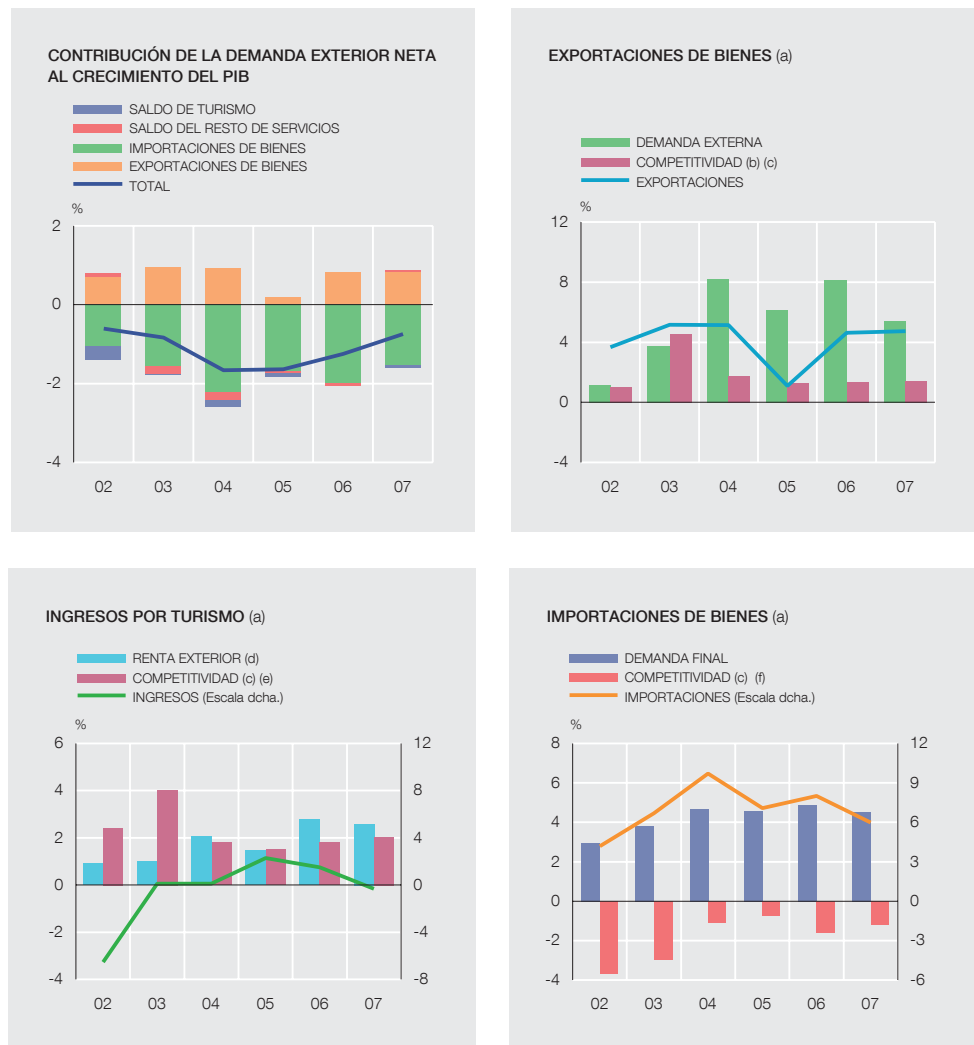 CONTRIBUCIÓN DE LA DEMANDA EXTERIOR NETA
AL CRECIMIENTO DEL PIB
SALDO DE TURISMO
SALDO DEL RESTO DE SERVICIOS
IMPORTACIONES DE BIENES
EXPORTACIONES DE BIENES
TOTAL
%
2
0
-2
-4
02 03 04 05 06 07
EXPORTACIONES DE BIENES (a)
DEMANDA EXTERNA
COMPETITIVIDAD (b) (c)
EXPORTACIONES
%
12
8
4
0
-4
02 03 04 05 06 07
INGRESOS POR TURISMO (a)
RENTA EXTERIOR (d)
COMPETITIVIDAD (c) (e)
INGRESOS (Escala dcha.)
%
6 12
4 8
2 4
0 0
-2 -4
-4 -8
02 03 04 05 06 07
IMPORTACIONES DE BIENES (a)
DEMANDA FINAL
COMPETITIVIDAD (c) (f)
IMPORTACIONES (Escala dcha.)
%
8 12
6 9
4 6
2 3
0 0
-2 -3
-4 -6
02 03 04 05 06 07